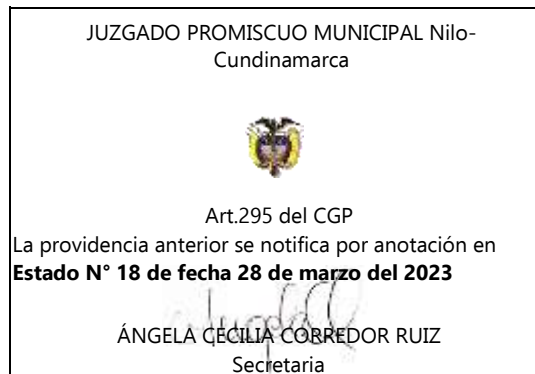 JUZGADO PROMISCUO MUNICIPAL Nilo-
Cundinamarca
Art.295 del CGP
La providencia anterior se notifica por anotación en
Estado N° 18 de fecha 28 de marzo del 2023
ÁNGELA CECILIA CORREDOR RUIZ
Secretaria